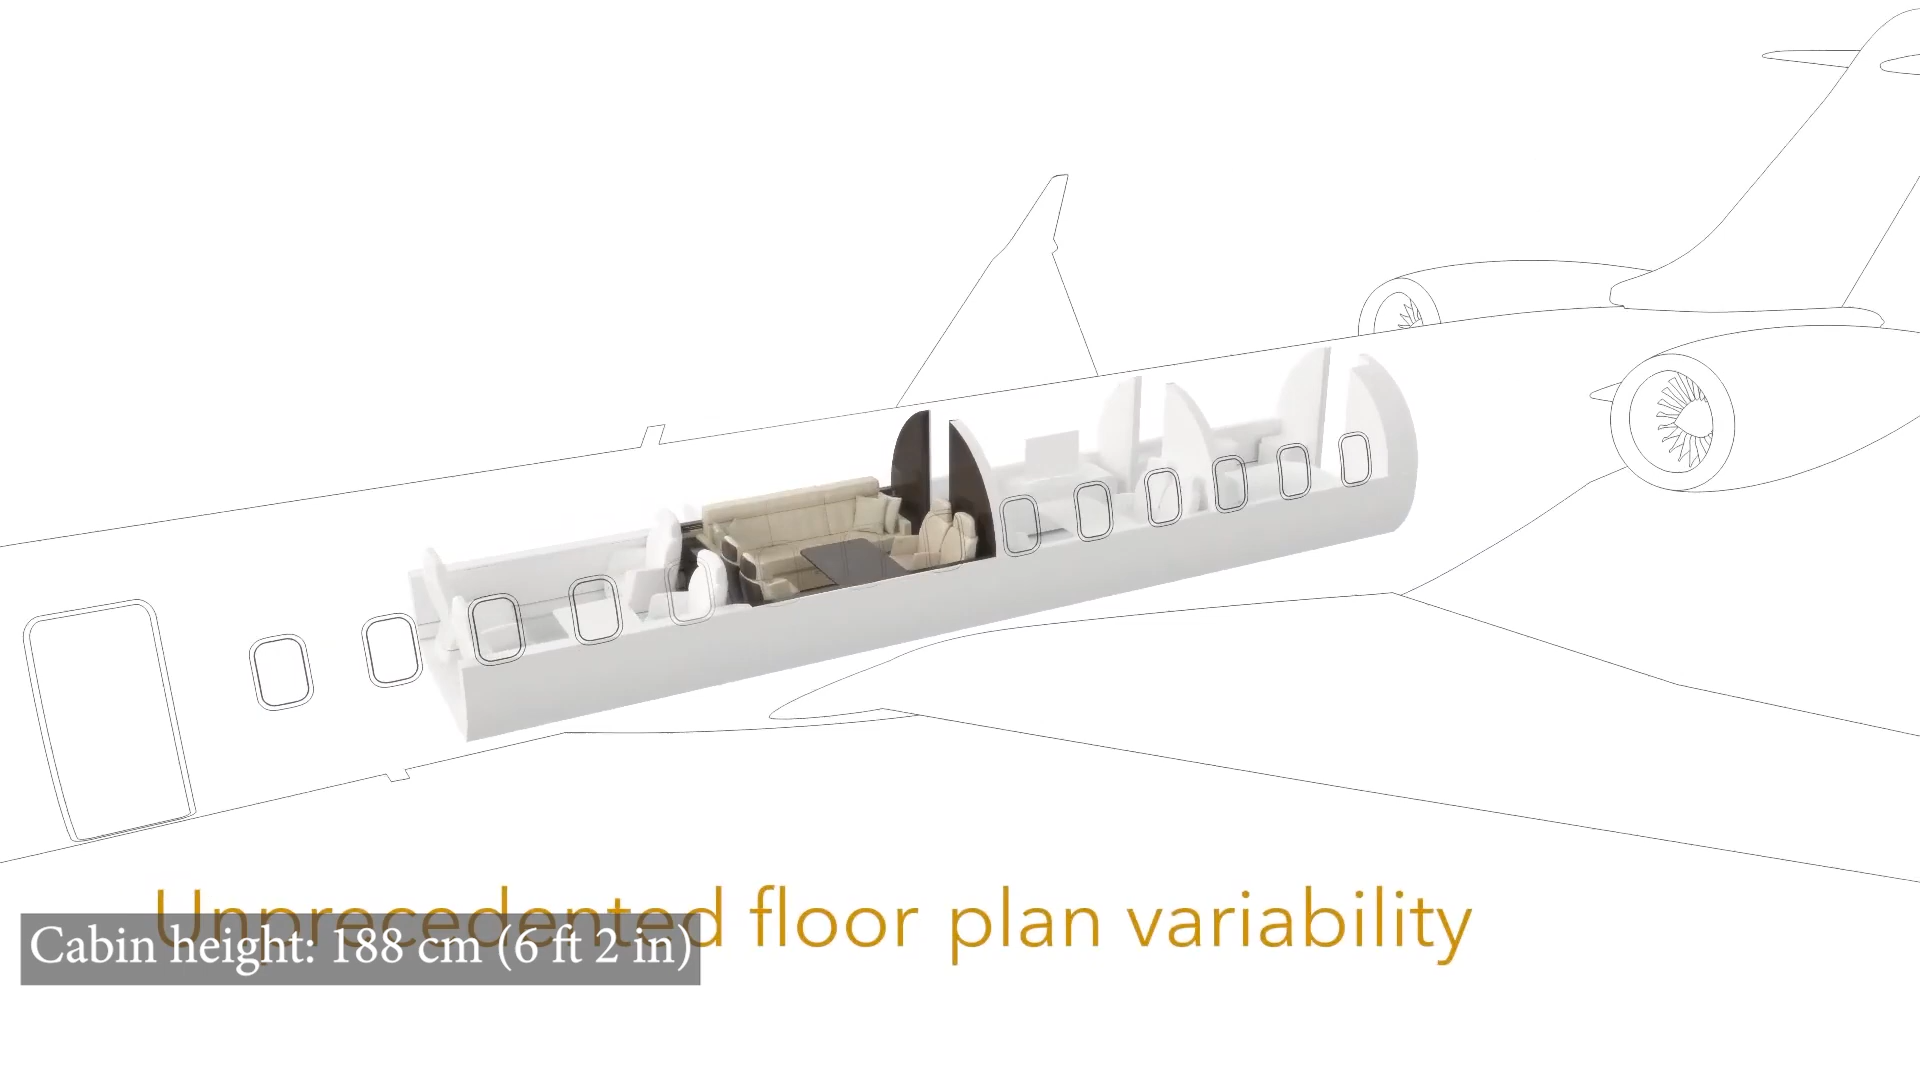 Unprecedented floor plan variability
Cabin height: 188 cm (6 ft 2 in)